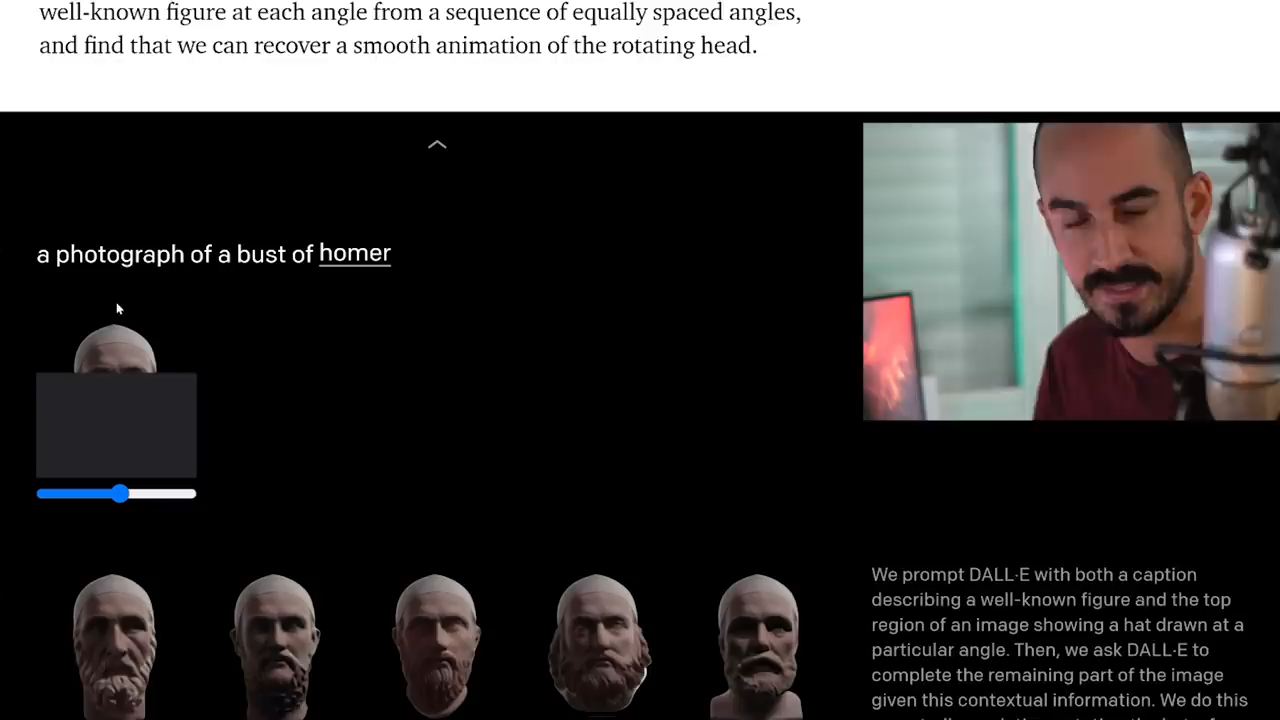 well-known figure at each angle from a sequence of equally spaced angles,
and find that we can recover a smooth animation of the rotating head.
a photograph of a bust of homer
We prompt DALL·E with both a caption
describing a well-known figure and the top
region of an image showing a hat drawn at a
particular angle. Then, we ask DALL·E to
complete the remaining part of the image
given this contextual information. We do this